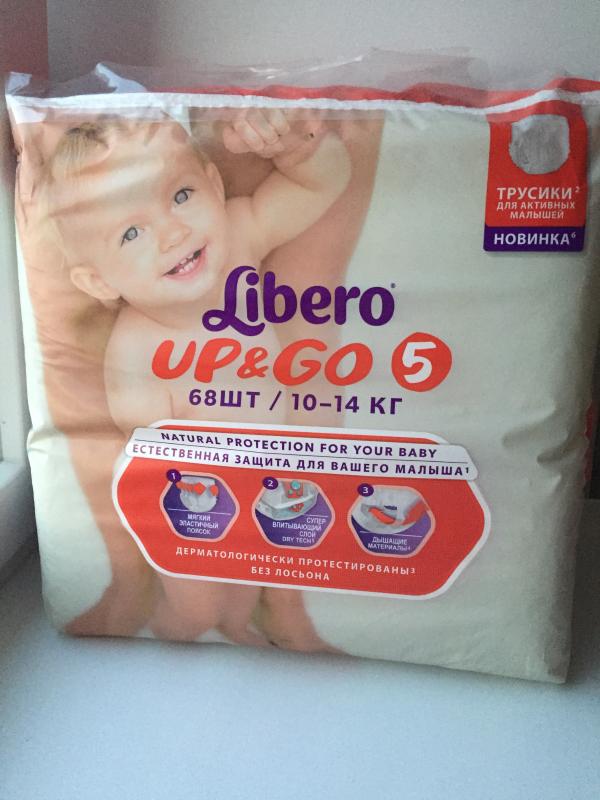 ТРУСИКИ²
ДЛЯ АКТИВНЫХ
МАЛЫШЕЙ
НОВИНКА⁶
Libero®
UP&GO 5
68ШТ / 10–14 КГ
NATURAL PROTECTION FOR YOUR BABY
ЕСТЕСТВЕННАЯ ЗАЩИТА ДЛЯ ВАШЕГО МАЛЫША¹
1
МЯГКИЙ
ЭЛАСТИЧНЫЙ
ПОЯСОК
2
СУПЕР
ВПИТЫВАЮЩИЙ
СЛОЙ
DRY TECH⁵
3
ДЫШАЩИЕ
МАТЕРИАЛЫ⁴
ДЕРМАТОЛОГИЧЕСКИ ПРОТЕСТИРОВАНЫ³
БЕЗ ЛОСЬОНА